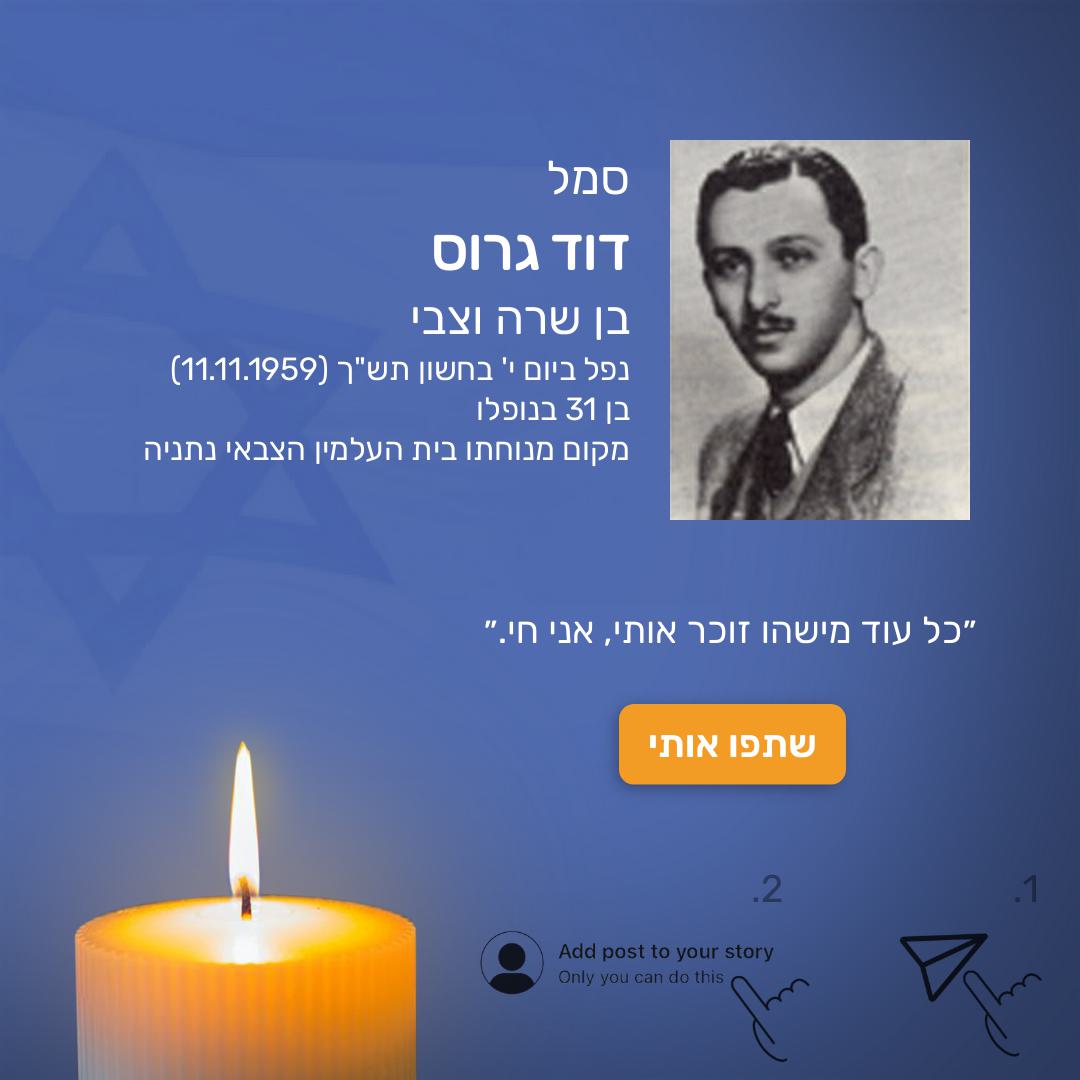 סמל
דוד גרוס
בן שרה וצבי
נפל ביום י' בחשון תש"ך (11.11.1959)
בן 31 בנופלו
מקום מנוחתו בית העלמין הצבאי נתניה
״כל עוד מישהו זוכר אותי, אני חי.״
שתפו אותי
1.
2.
Add post to your story
Only you can do this